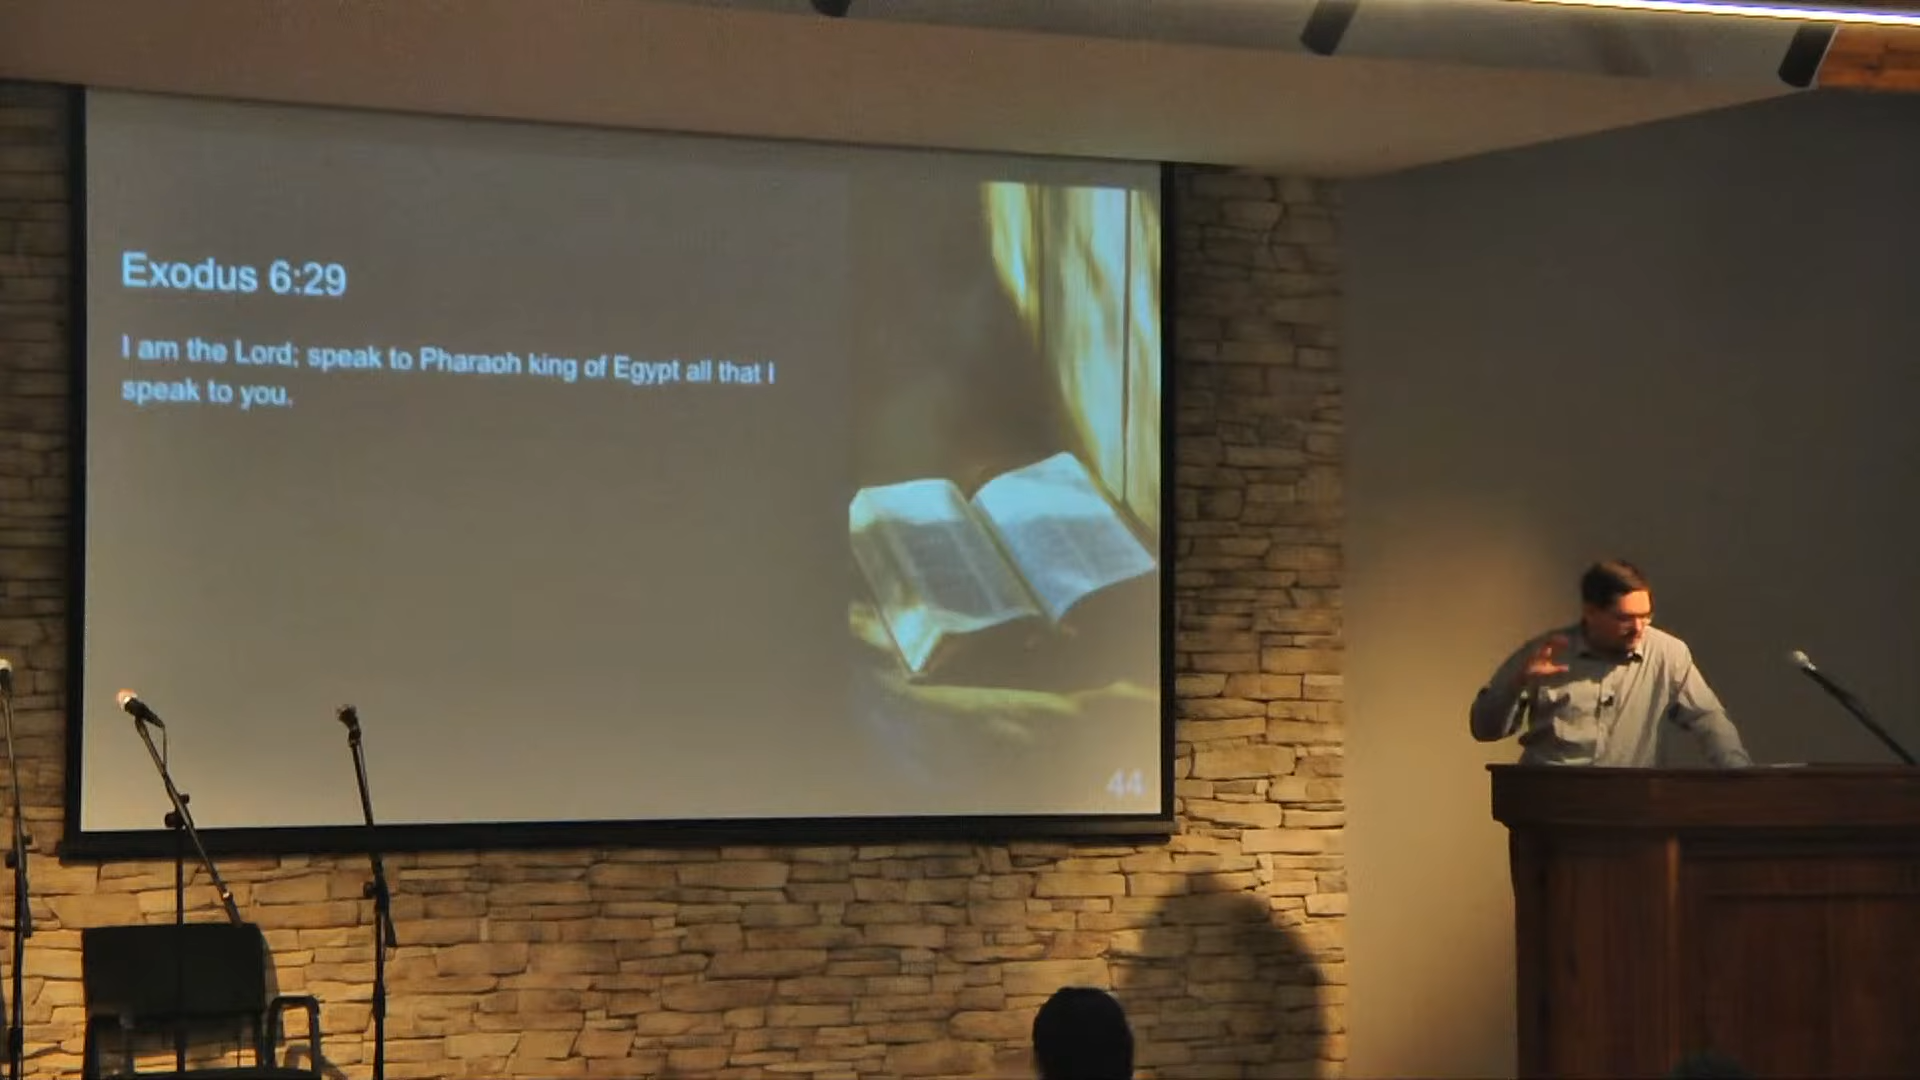 Exodus 6:29
I am the Lord; speak to Pharaoh king of Egypt all that I
speak to you.
44